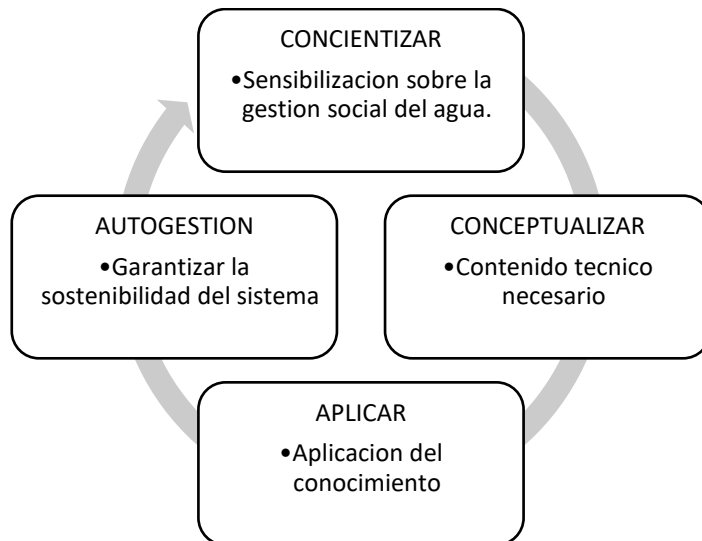 CONCIENTIZAR
•Sensibilizacion sobre la
gestion social del agua.
AUTOGESTION
•Garantizar la
sostenibilidad del sistema
CONCEPTUALIZAR
•Contenido tecnico
necesario
APLICAR
•Aplicacion del
conocimiento